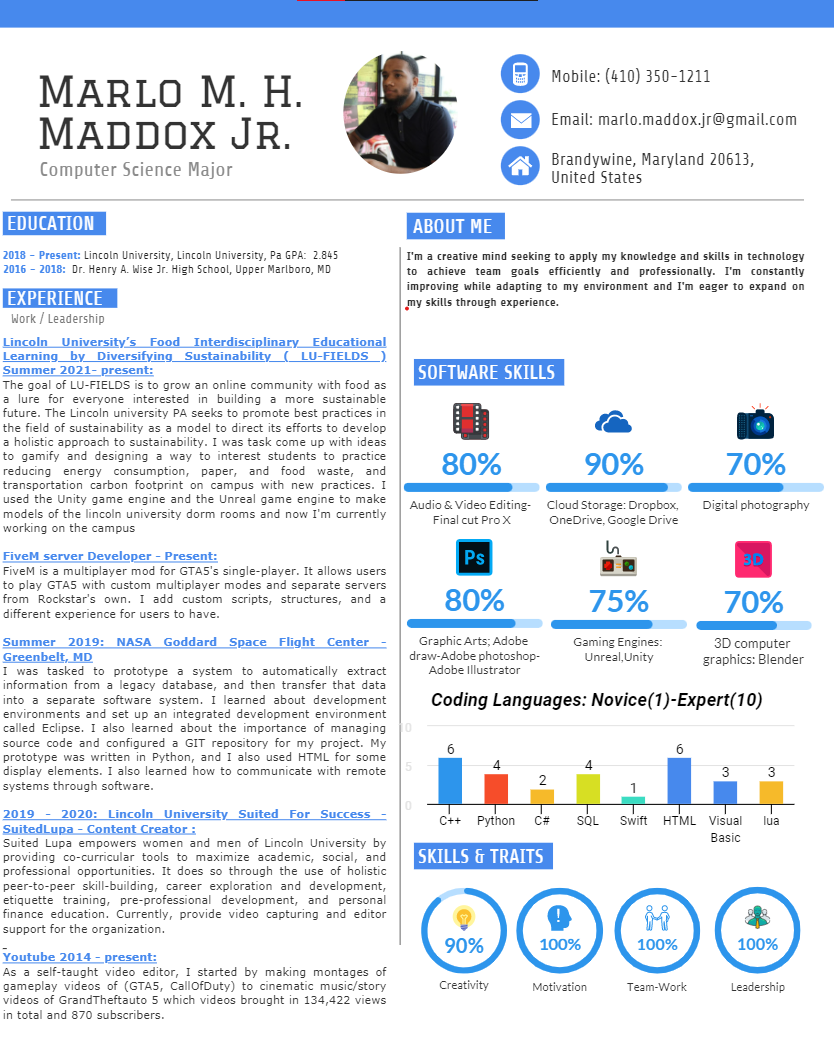 MARLO M. H.
MADDOX JR.
Computer Science Major
Mobile: (410) 350-1211
Email: marlo.maddox.jr@gmail.com
Brandywine, Maryland 20613,
United States
EDUCATION
2018 - Present: Lincoln University, Lincoln University, Pa GPA: 2.845
2016 - 2018: Dr. Henry A. Wise Jr. High School, Upper Marlboro, MD
EXPERIENCE
Work / Leadership
Lincoln University's Food Interdisciplinary Educational
Learning by Diversifying Sustainability ( LU-FIELDS )
Summer 2021- present:
The goal of LU-FIELDS is to grow an online community with food as
a lure for everyone interested in building a more sustainable
future. The Lincoln university PA seeks to promote best practices in
the field of sustainability as a model to direct its efforts to develop
a holistic approach to sustainability. I was task come up with ideas
to gamify and designing a way to interest students to practice
reducing energy consumption, paper, and food waste, and
transportation carbon footprint on campus with new practices. I
used the Unity game engine and the Unreal game engine to make
models of the lincoln university dorm rooms and now I'm currently
working on the campus
FiveM server Developer - Present:
FiveM is a multiplayer mod for GTA5's single-player. It allows users
to play GTA5 with custom multiplayer modes and separate servers
from Rockstar's own. I add custom scripts, structures, and a
different experience for users to have.
Summer 2019: NASA Goddard Space Flight Center -
Greenbelt, MD
I was tasked to prototype a system to automatically extract
information from a legacy database, and then transfer that data
into a separate software system. I learned about development
environments and set up an integrated development environment
called Eclipse. I also learned about the importance of managing
source code and configured a GIT repository for my project. My
prototype was written in Python, and I also used HTML for some
display elements. I also learned how to communicate with remote
systems through software.
2019 - 2020: Lincoln University Suited For Success -
SuitedLupa - Content Creator :
Suited Lupa empowers women and men of Lincoln University by
providing co-curricular tools to maximize academic, social, and
professional opportunities. It does so through the use of holistic
peer-to-peer skill-building, career exploration and development,
etiquette training, pre-professional development, and personal
finance education. Currently, provide video capturing and editor
support for the organization.
Youtube 2014 - present:
As a self-taught video editor, I started by making montages of
gameplay videos of (GTA5, CallOfDuty) to cinematic music/story
videos of GrandTheftauto 5 which videos brought in 134,422 views
in total and 870 subscribers.
ABOUT ME
I'm a creative mind seeking to apply my knowledge and skills in technology
to achieve team goals efficiently and professionally. I'm constantly
improving while adapting to my environment and I'm eager to expand on
my skills through experience.
SOFTWARE SKILLS
80% 90% 70%
Audio & Video Editing- Cloud Storage: Dropbox, Digital photography
Final cut Pro X OneDrive, Google Drive
Ps 3D
80% 75% 70%
Graphic Arts; Adobe Gaming Engines: 3D computer
draw-Adobe photoshop- Unreal,Unity graphics: Blender
Adobe Illustrator
Coding Languages: Novice(1)-Expert(10)
10
5
0
6 4 2 4 1 6 3 3
C++ Python C# SQL Swift HTML Visual lua
Basic
SKILLS & TRAITS
90% 100% 100% 100%
Creativity Motivation Team-Work Leadership